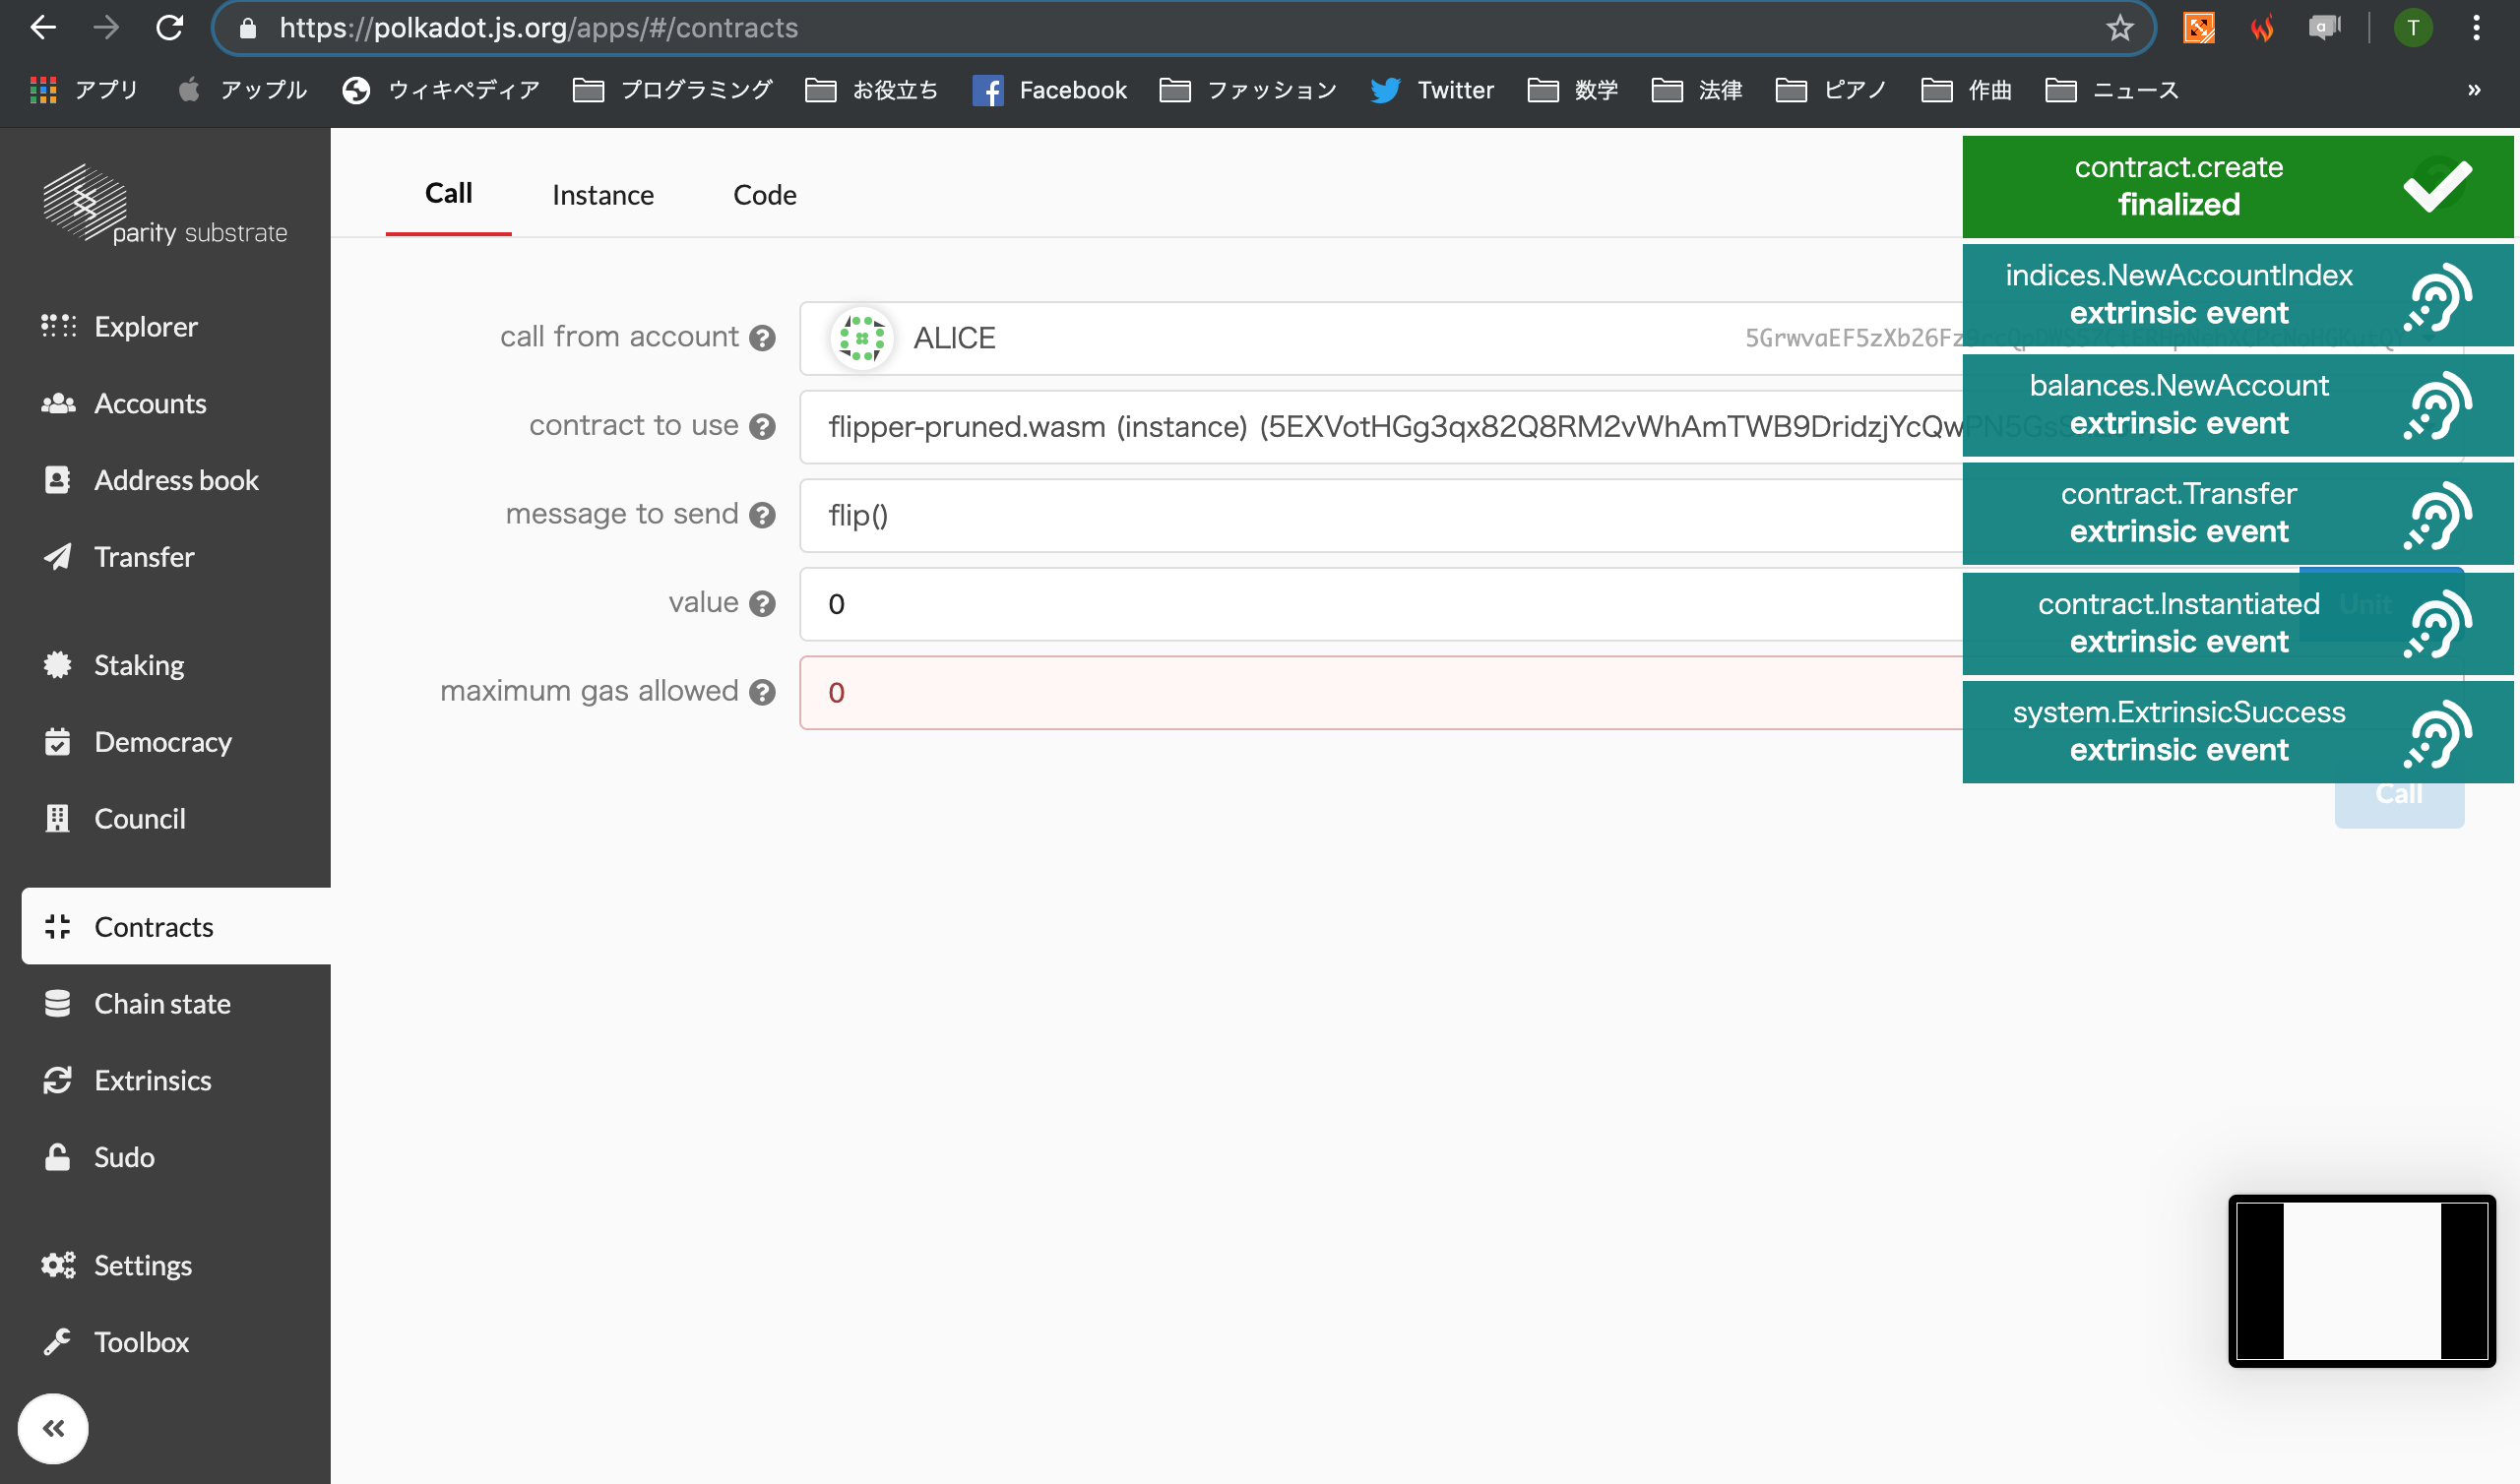 https://polkadot.js.org/apps/#/contracts
T
アプリ アップル ウィキペディア プログラミング お役立ち Facebook ファッション Twitter 数学 法律 ピアノ 作曲 ニュース »
parity substrate
Explorer
Accounts
Address book
Transfer
Staking
Democracy
Council
Contracts
Chain state
Extrinsics
Sudo
Settings
Toolbox
Call Instance Code
call from account ALICE 5GrwvaEF5zXb26Fz
contract to use flipper-pruned.wasm (instance) (5EXVotHGg3qx82Q8RM2vWhAmTWB9DridzjYcQwPN5GsS
message to send flip()
value 0 Unit
maximum gas allowed 0
Call
contract.create
finalized
indices.NewAccountIndex
extrinsic event
balances.NewAccount
extrinsic event
contract.Transfer
extrinsic event
contract.Instantiated
extrinsic event
system.ExtrinsicSuccess
extrinsic event